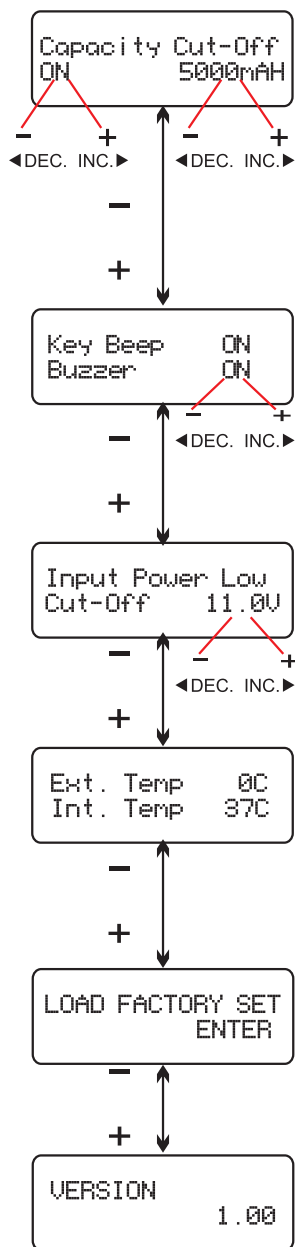 Capacity Cut-Off
ON 5000mAH
- + - +
◄DEC. INC.► ◄DEC. INC.►
-
+
Key Beep ON
Buzzer ON
- +
- ◄DEC. INC.►
+
Input Power Low
Cut-Off 11.0V
- - +
◄DEC. INC.►
+
Ext. Temp 0C
Int. Temp 37C
-
+
LOAD FACTORY SET
ENTER
-
+
VERSION
1.00